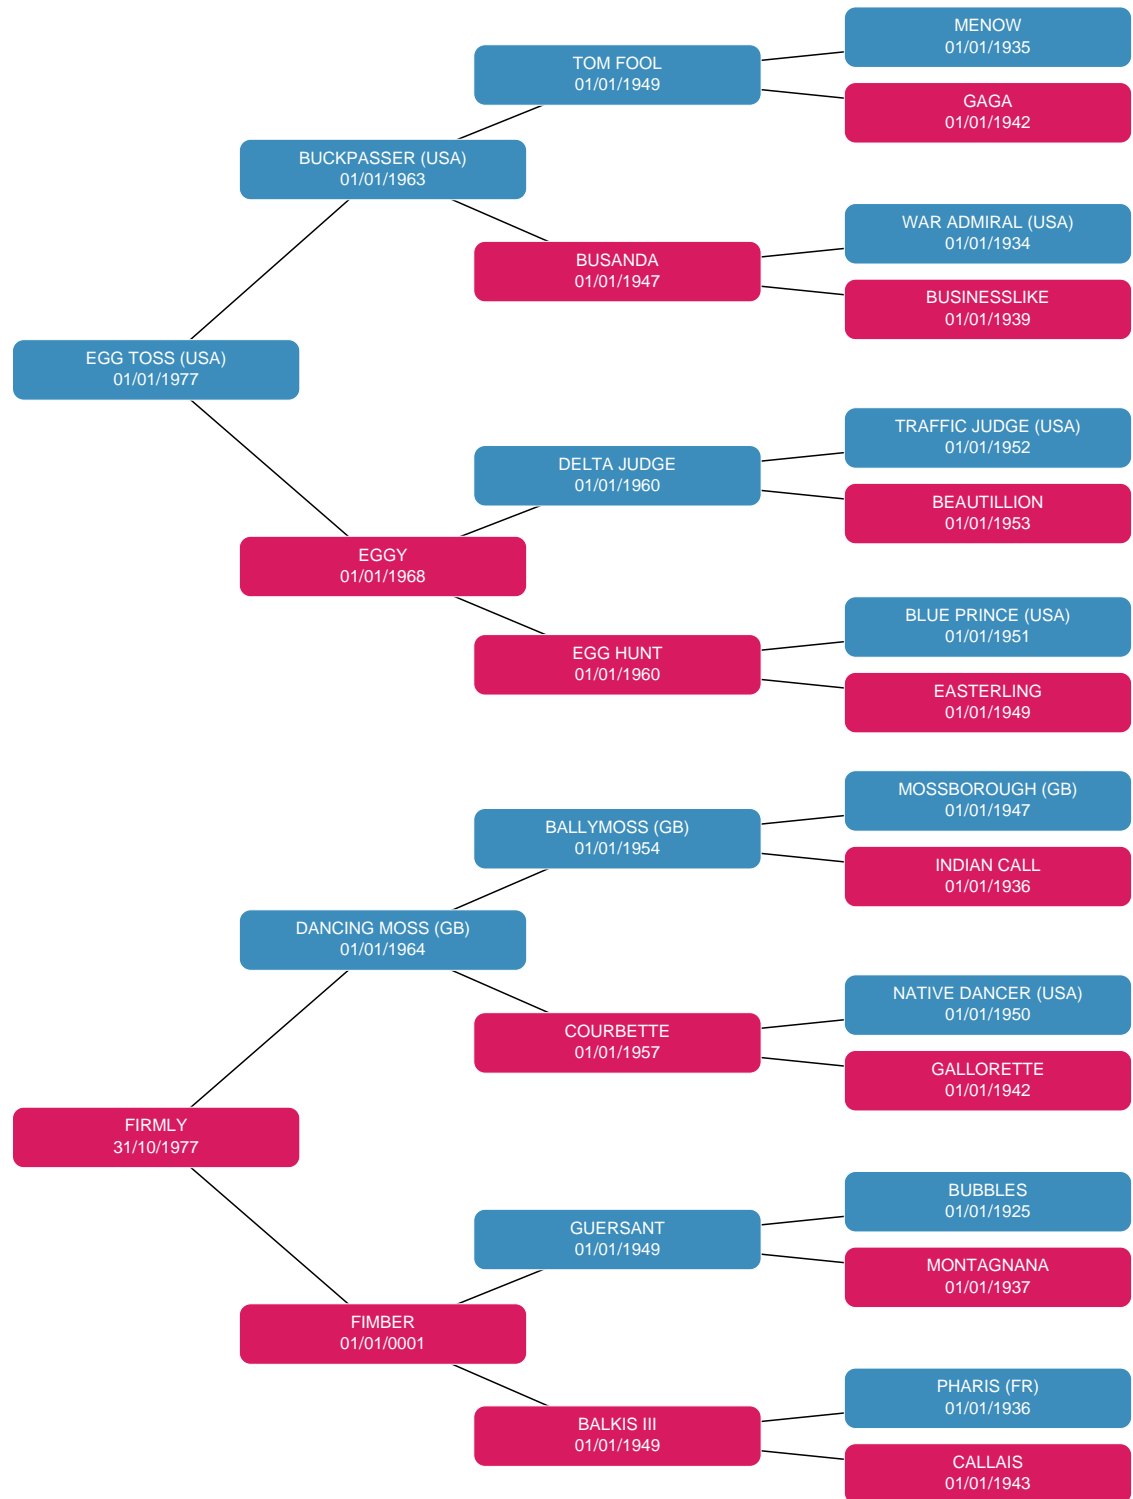 MENOW
01/01/1935
TOM FOOL
01/01/1949
GAGA
01/01/1942
BUCKPASSER (USA)
01/01/1963
WAR ADMIRAL (USA)
01/01/1934
BUSANDA
01/01/1947
BUSINESSLIKE
01/01/1939
EGG TOSS (USA)
01/01/1977
TRAFFIC JUDGE (USA)
01/01/1952
DELTA JUDGE
01/01/1960
BEAUTILLION
01/01/1953
EGGY
01/01/1968
BLUE PRINCE (USA)
01/01/1951
EGG HUNT
01/01/1960
EASTERLING
01/01/1949
MOSSBOROUGH (GB)
01/01/1947
BALLYMOSS (GB)
01/01/1954
INDIAN CALL
01/01/1936
DANCING MOSS (GB)
01/01/1964
NATIVE DANCER (USA)
01/01/1950
COURBETTE
01/01/1957
GALLORETTE
01/01/1942
FIRMLY
31/10/1977
BUBBLES
01/01/1925
GUERSANT
01/01/1949
MONTAGNANA
01/01/1937
FIMBER
01/01/0001
PHARIS (FR)
01/01/1936
BALKIS III
01/01/1949
CALLAIS
01/01/1943